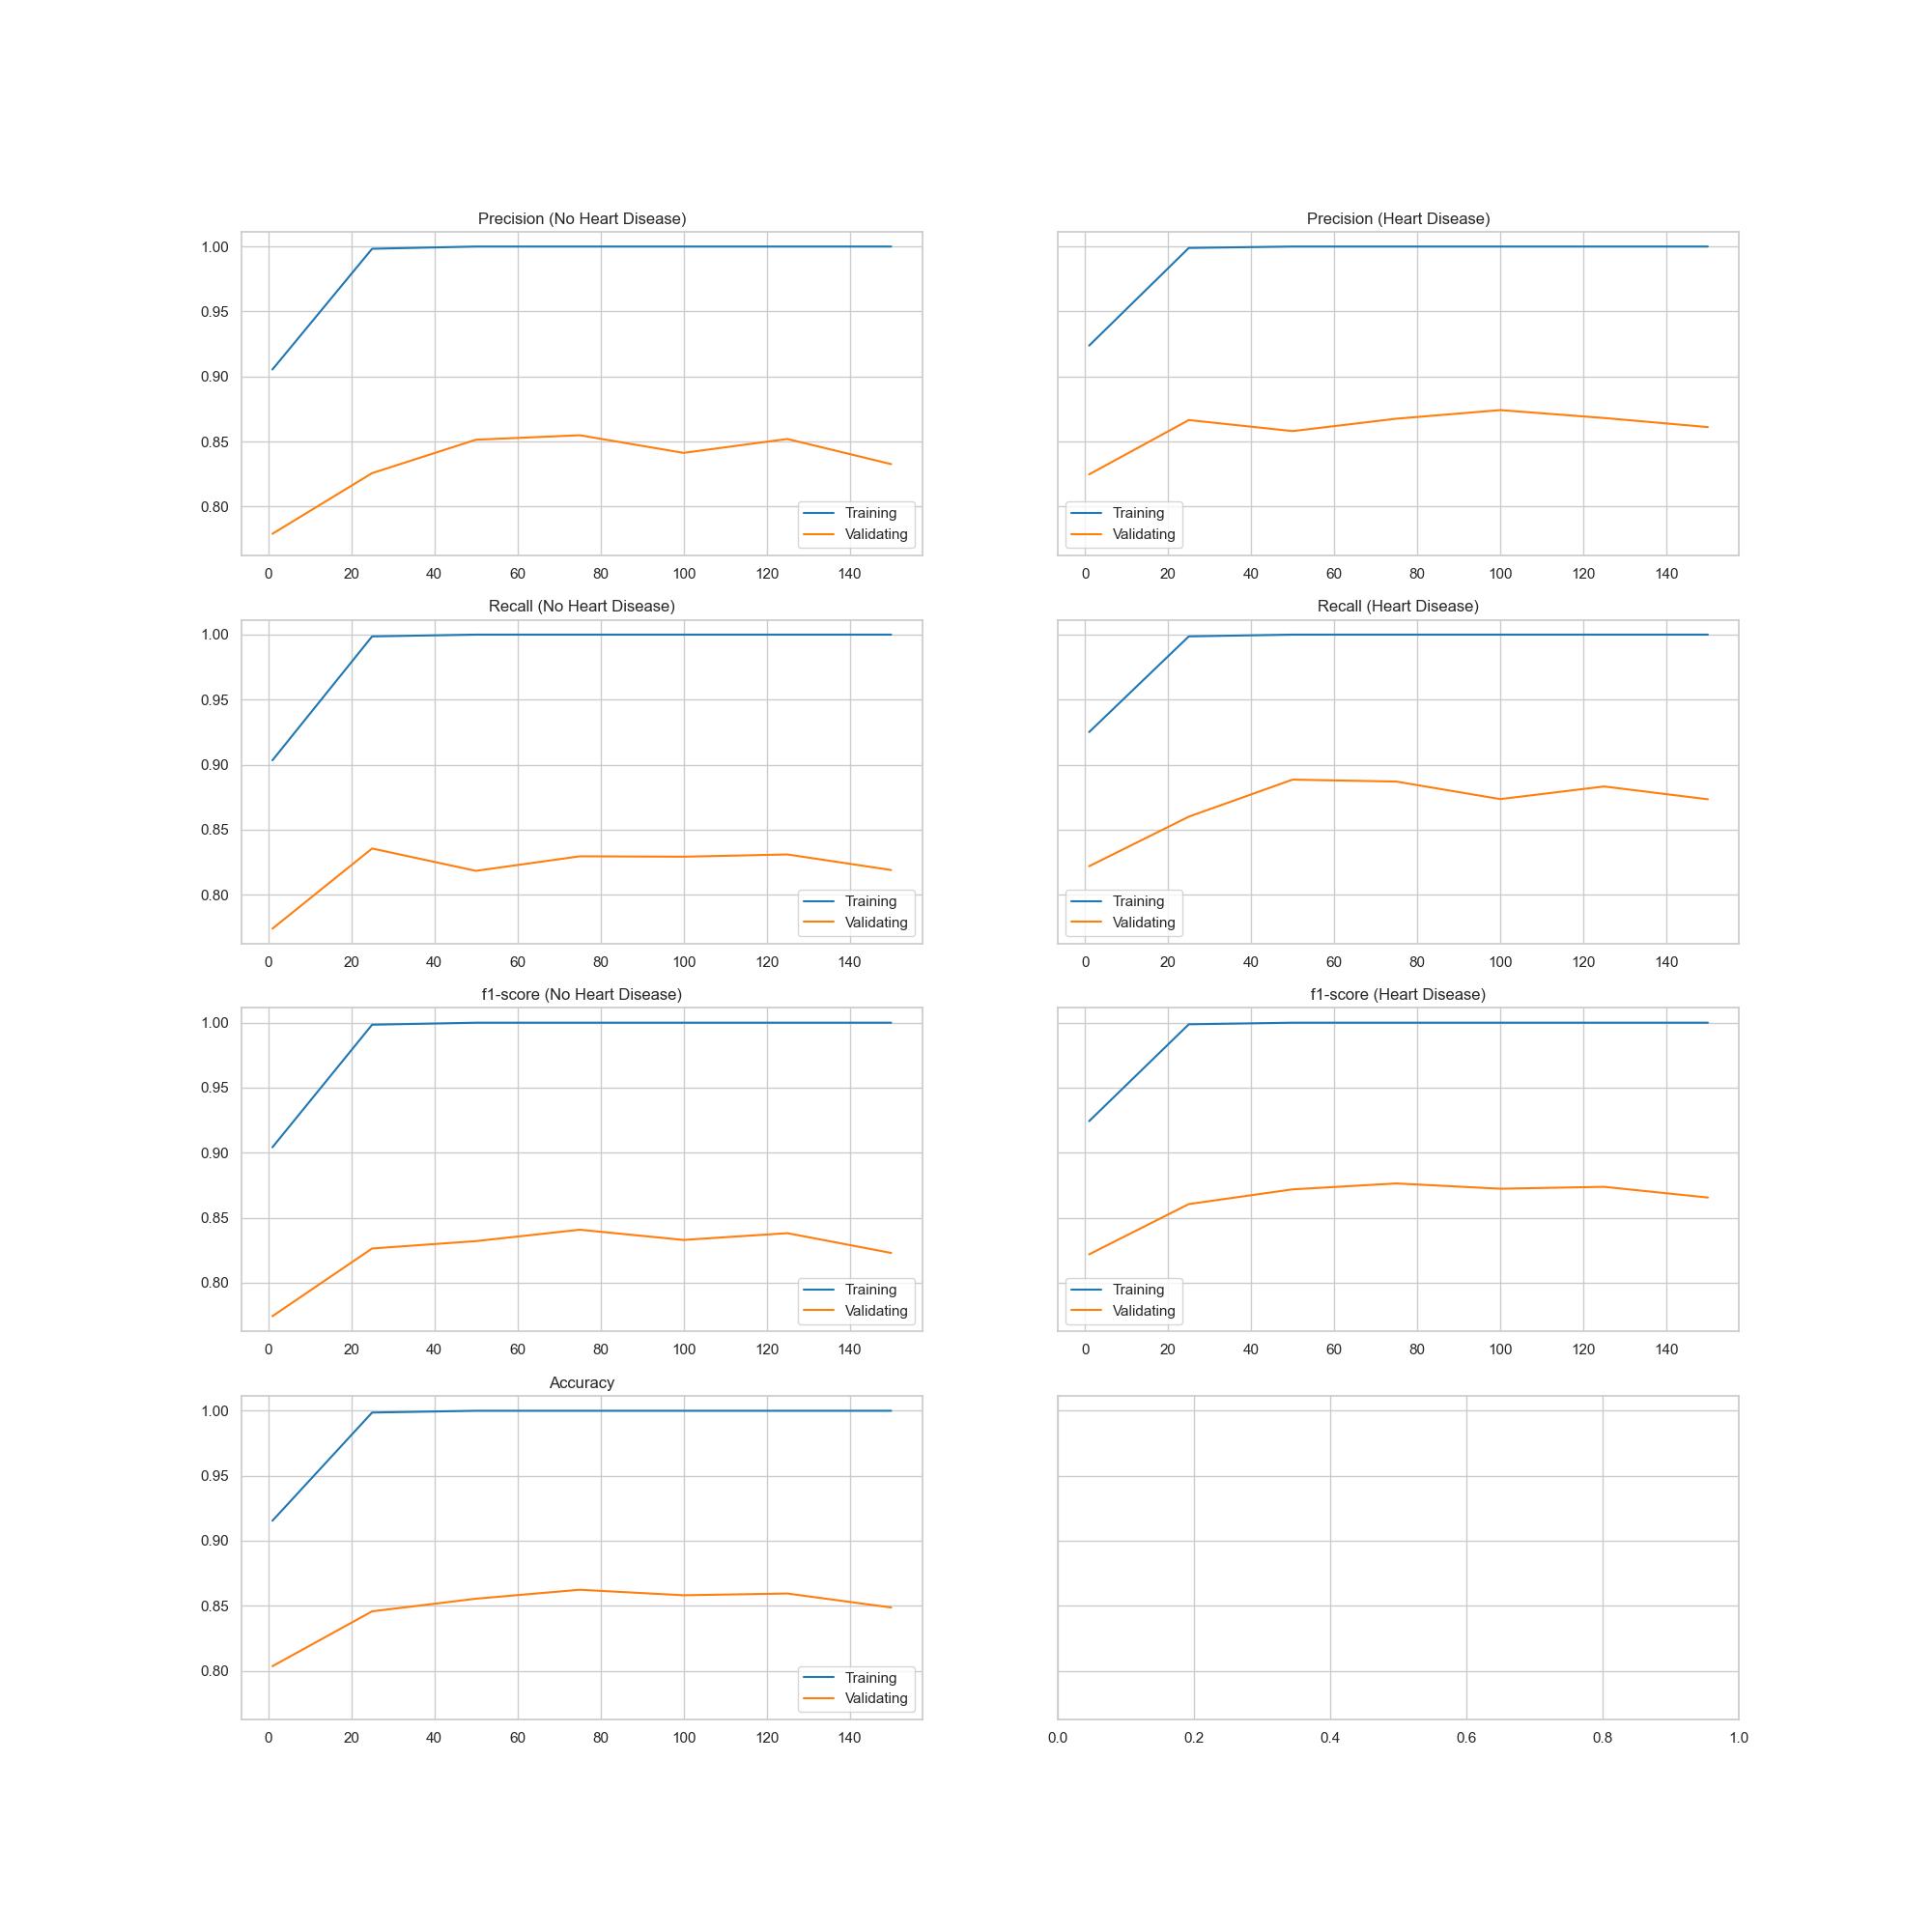 Precision (No Heart Disease)
1.00
0.95
0.90
0.85
0.80
Training
Validating
0 20 40 60 80 100 120 140
Precision (Heart Disease)
Training
Validating
0 20 40 60 80 100 120 140
Recall (No Heart Disease)
1.00
0.95
0.90
0.85
0.80
Training
Validating
0 20 40 60 80 100 120 140
Recall (Heart Disease)
Training
Validating
0 20 40 60 80 100 120 140
f1-score (No Heart Disease)
1.00
0.95
0.90
0.85
0.80
Training
Validating
0 20 40 60 80 100 120 140
f1-score (Heart Disease)
Training
Validating
0 20 40 60 80 100 120 140
Accuracy
1.00
0.95
0.90
0.85
0.80
Training
Validating
0 20 40 60 80 100 120 140
0.0 0.2 0.4 0.6 0.8 1.0